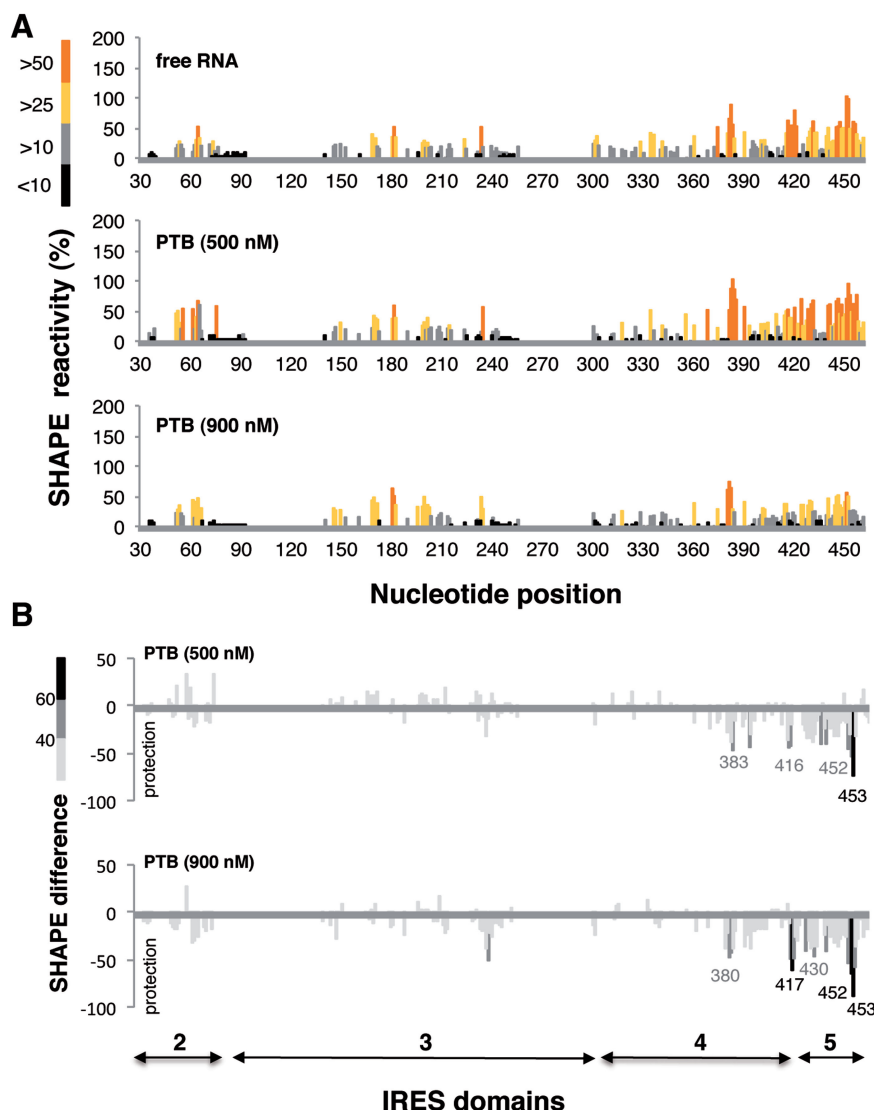 A
>50
>25
>10
<10
SHAPE reactivity (%)
200
150
100
50
0
free RNA
30 60 90 120 150 180 210 240 270 300 330 360 390 420 450
200
150
100
50
0
PTB (500 nM)
30 60 90 120 150 180 210 240 270 300 330 360 390 420 450
200
150
100
50
0
PTB (900 nM)
30 60 90 120 150 180 210 240 270 300 330 360 390 420 450
Nucleotide position
B
60
40
SHAPE difference
PTB (500 nM)
50
0
-50
-100
protection
383
416
452
453
PTB (900 nM)
50
0
-50
-100
protection
380
417
430
452
453
2 3 4 5
IRES domains